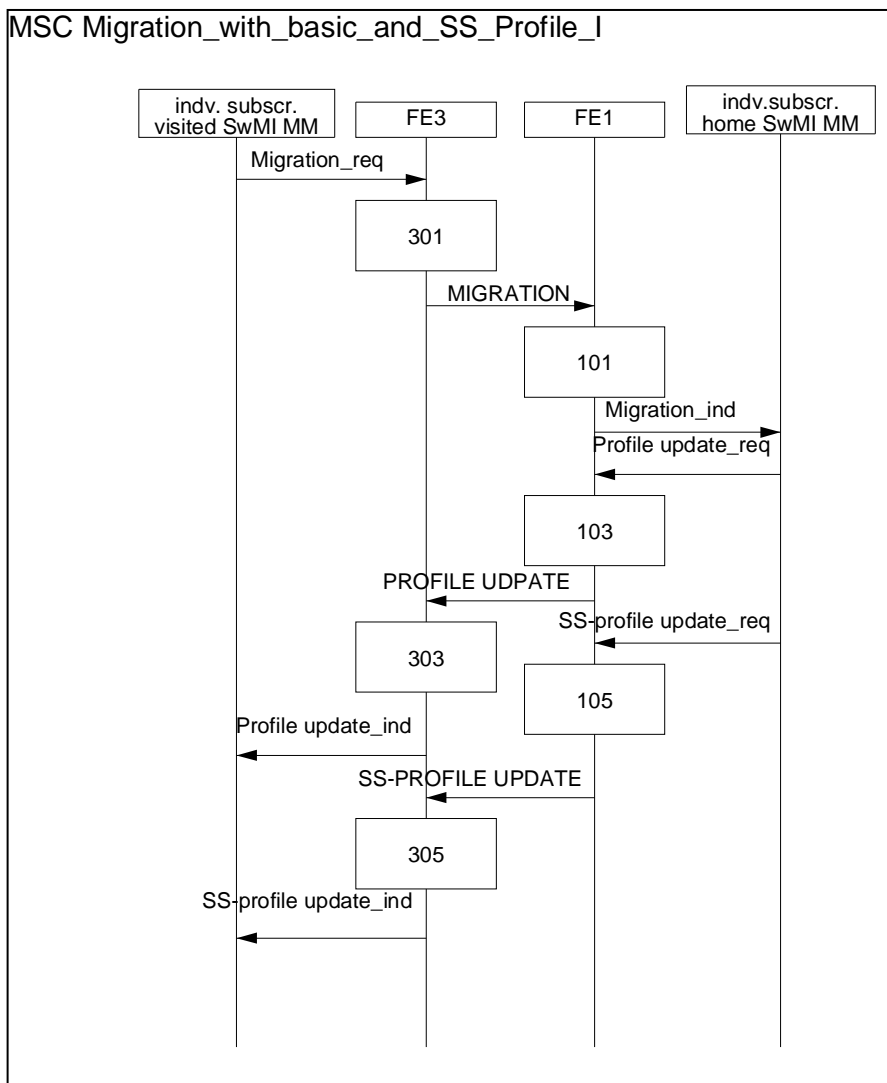 MSC Migration_with_basic_and_SS_Profile_I
indv. subscr.
visited SwMI MM
FE3
FE1
indv.subscr.
home SwMI MM
Migration_req
301
MIGRATION
101
Migration_ind
Profile update_req
103
PROFILE UDPATE
SS-profile update_req
303
105
Profile update_ind
SS-PROFILE UPDATE
305
SS-profile update_ind